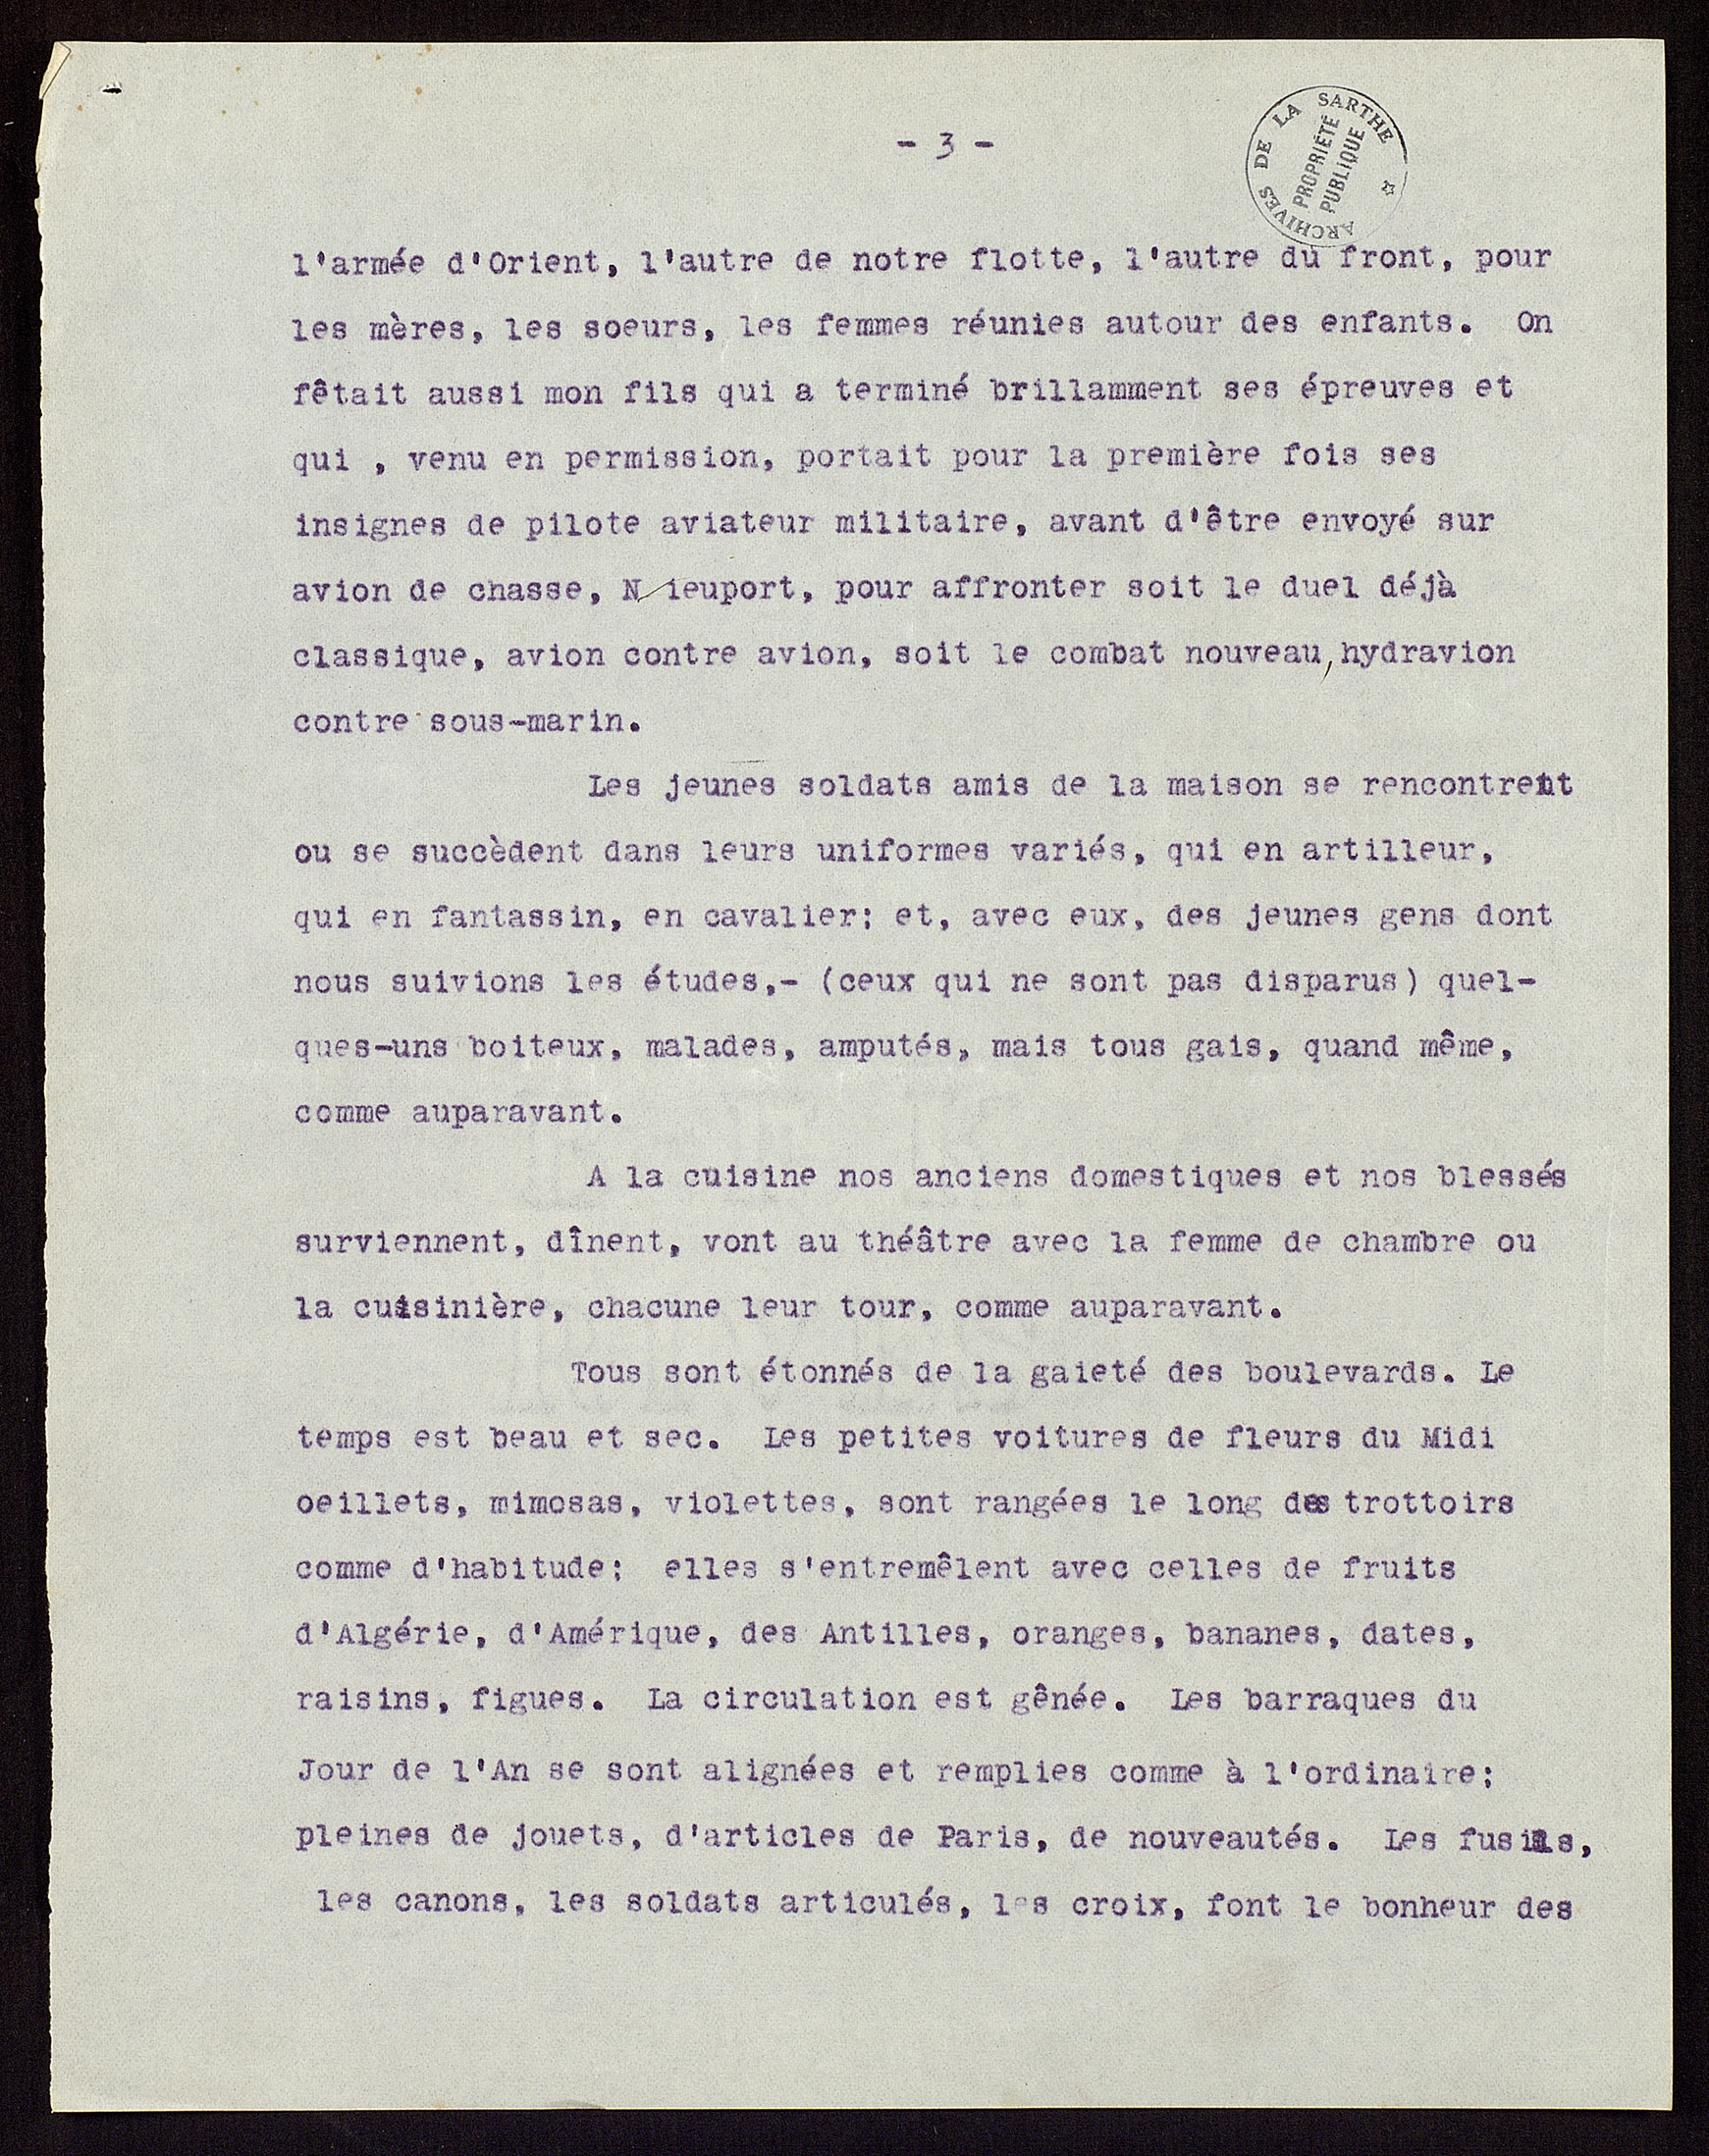 - 3 -
ARCHIVES DE LA SARTHE
PROPRIÉTÉ
PUBLIQUE
l'armée d'Orient, l'autre de notre flotte, l'autre du front, pour
les mères, les soeurs, les femmes réunies autour des enfants. On
fêtait aussi mon fils qui a terminé brillamment ses épreuves et
qui , venu en permission, portait pour la première fois ses
insignes de pilote aviateur militaire, avant d'être envoyé sur
avion de chasse, Nieuport, pour affronter soit le duel déjà
classique, avion contre avion, soit le combat nouveau, hydravion
contre sous-marin.
Les jeunes soldats amis de la maison se rencontrent
ou se succèdent dans leurs uniformes variés, qui en artilleur,
qui en fantassin, en cavalier; et, avec eux, des jeunes gens dont
nous suivions les études,- (ceux qui ne sont pas disparus) quel-
ques-uns boiteux, malades, amputés, mais tous gais, quand même,
comme auparavant.
A la cuisine nos anciens domestiques et nos blessés
surviennent, dînent, vont au théâtre avec la femme de chambre ou
la cuisinière, chacune leur tour, comme auparavant.
Tous sont étonnés de la gaieté des boulevards. Le
temps est beau et sec. Les petites voitures de fleurs du Midi
oeillets, mimosas, violettes, sont rangées le long des trottoirs
comme d'habitude; elles s'entremêlent avec celles de fruits
d'Algérie, d'Amérique, des Antilles, oranges, bananes, dates,
raisins, figues. La circulation est gênée. Les barraques du
Jour de l'An se sont alignées et remplies comme à l'ordinaire;
pleines de jouets, d'articles de Paris, de nouveautés. Les fusils,
les canons, les soldats articulés, les croix, font le bonheur des